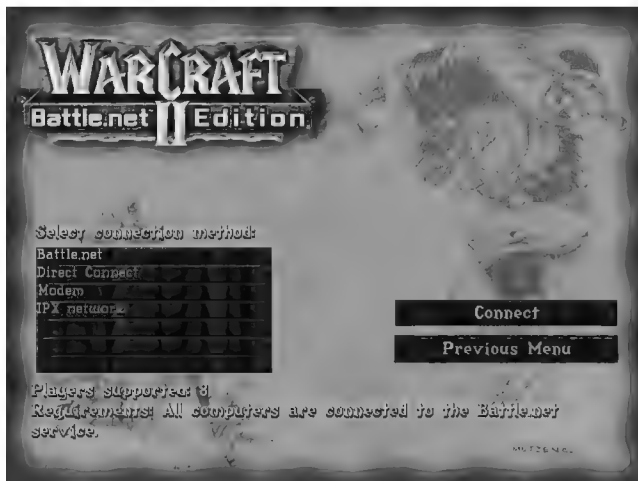 WARCRAFT
Battle.net II Edition
Select connection method:
Battle.net
Direct Connect
Modem
IPX network
Connect
Previous Menu
Players supported: 8
Requirements: All computers are connected to the Battle.net
service.
METZEN